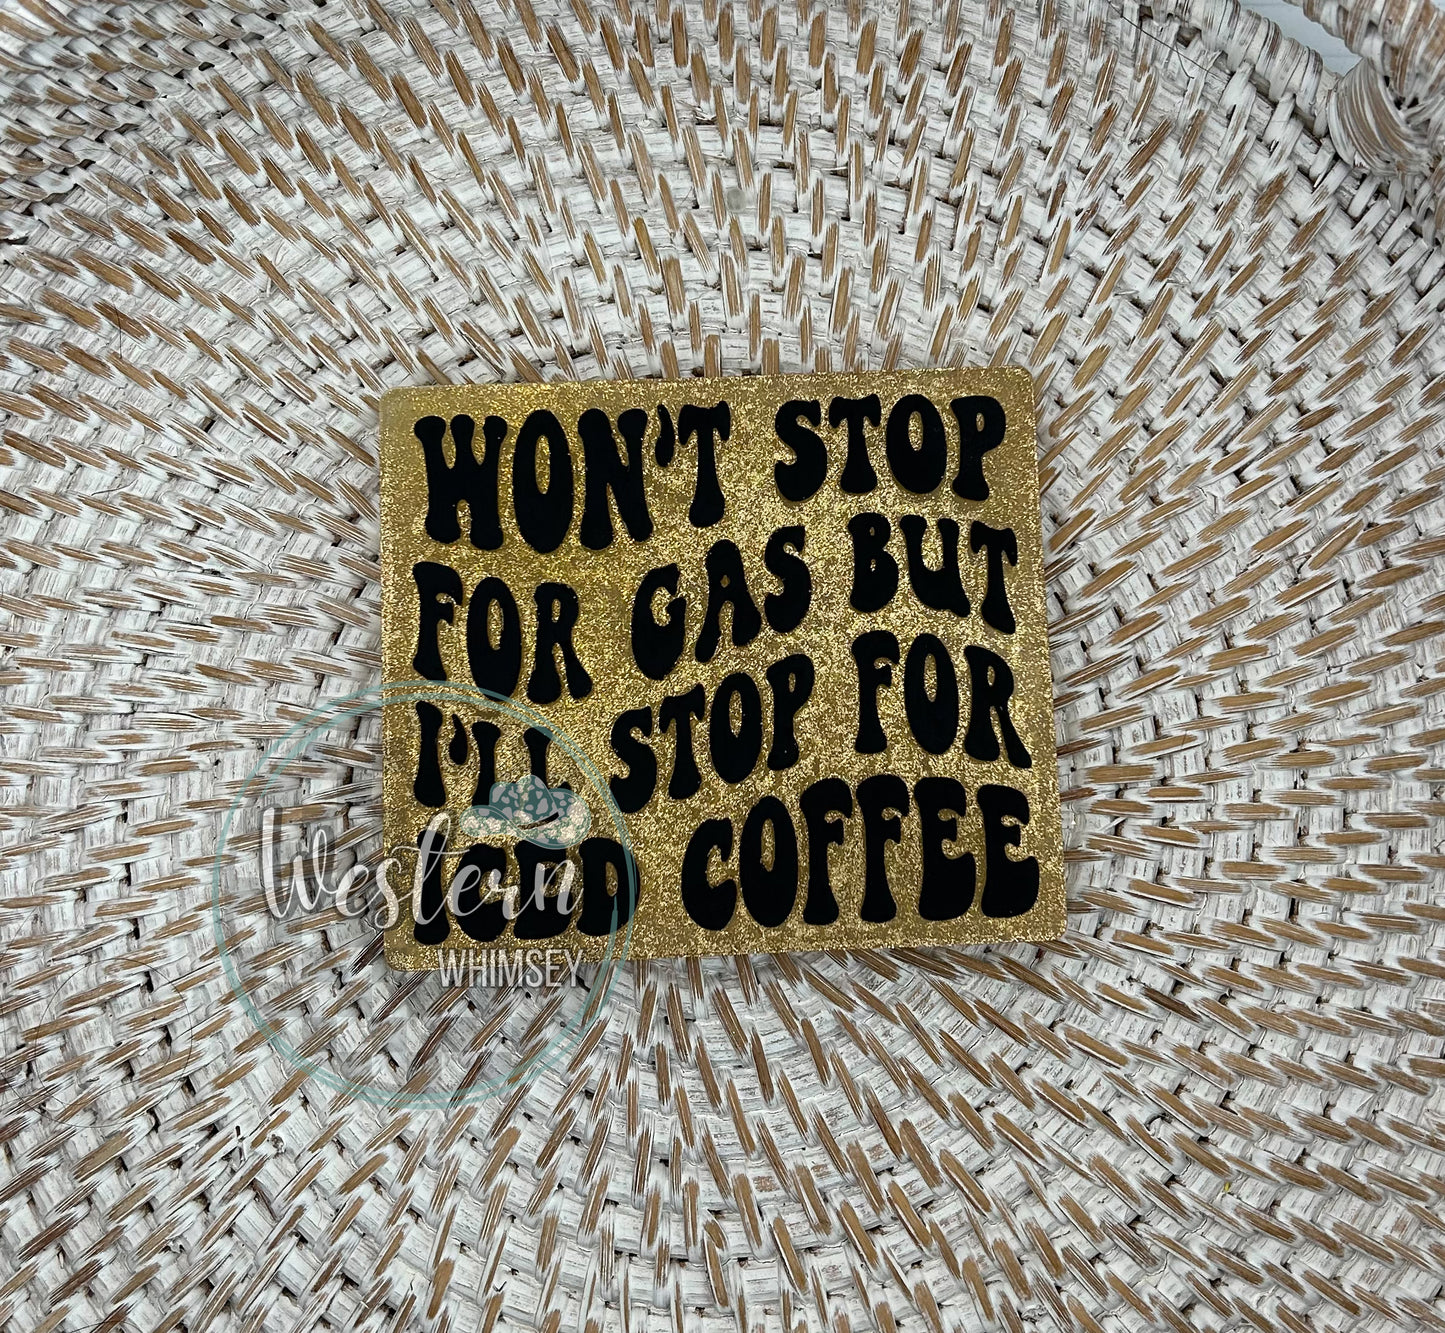 WON'T STOP
FOR GAS BUT
I'LL STOP FOR
ICED COFFEE
Western
WHIMSEY